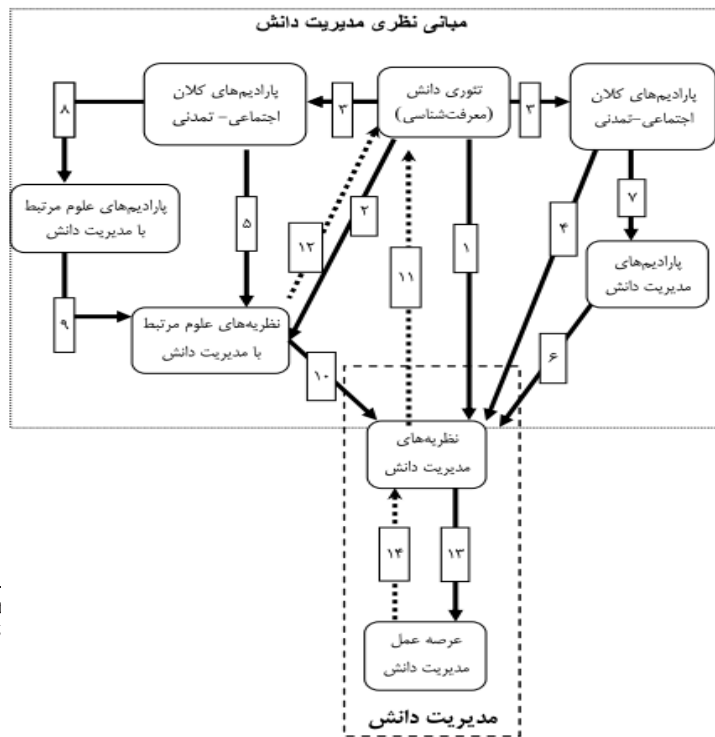 مبانی نظری مدیریت دانش
پارادیم‌های کلان
اجتماعی-تمدنی
۳
تئوری دانش
(معرفت‌شناسی)
۳
پارادیم‌های کلان
اجتماعی- تمدنی
۸
۷
۴
۱
۲
۵
۱۱
۱۲
پارادیم‌های علوم مرتبط
با مدیریت دانش
پارادیم‌های
مدیریت دانش
۹
نظریه‌های علوم مرتبط
با مدیریت دانش
۶
۱۰
نظریه‌های
مدیریت دانش
۱۳
۱۴
عرصه عمل
مدیریت دانش
مدیریت دانش